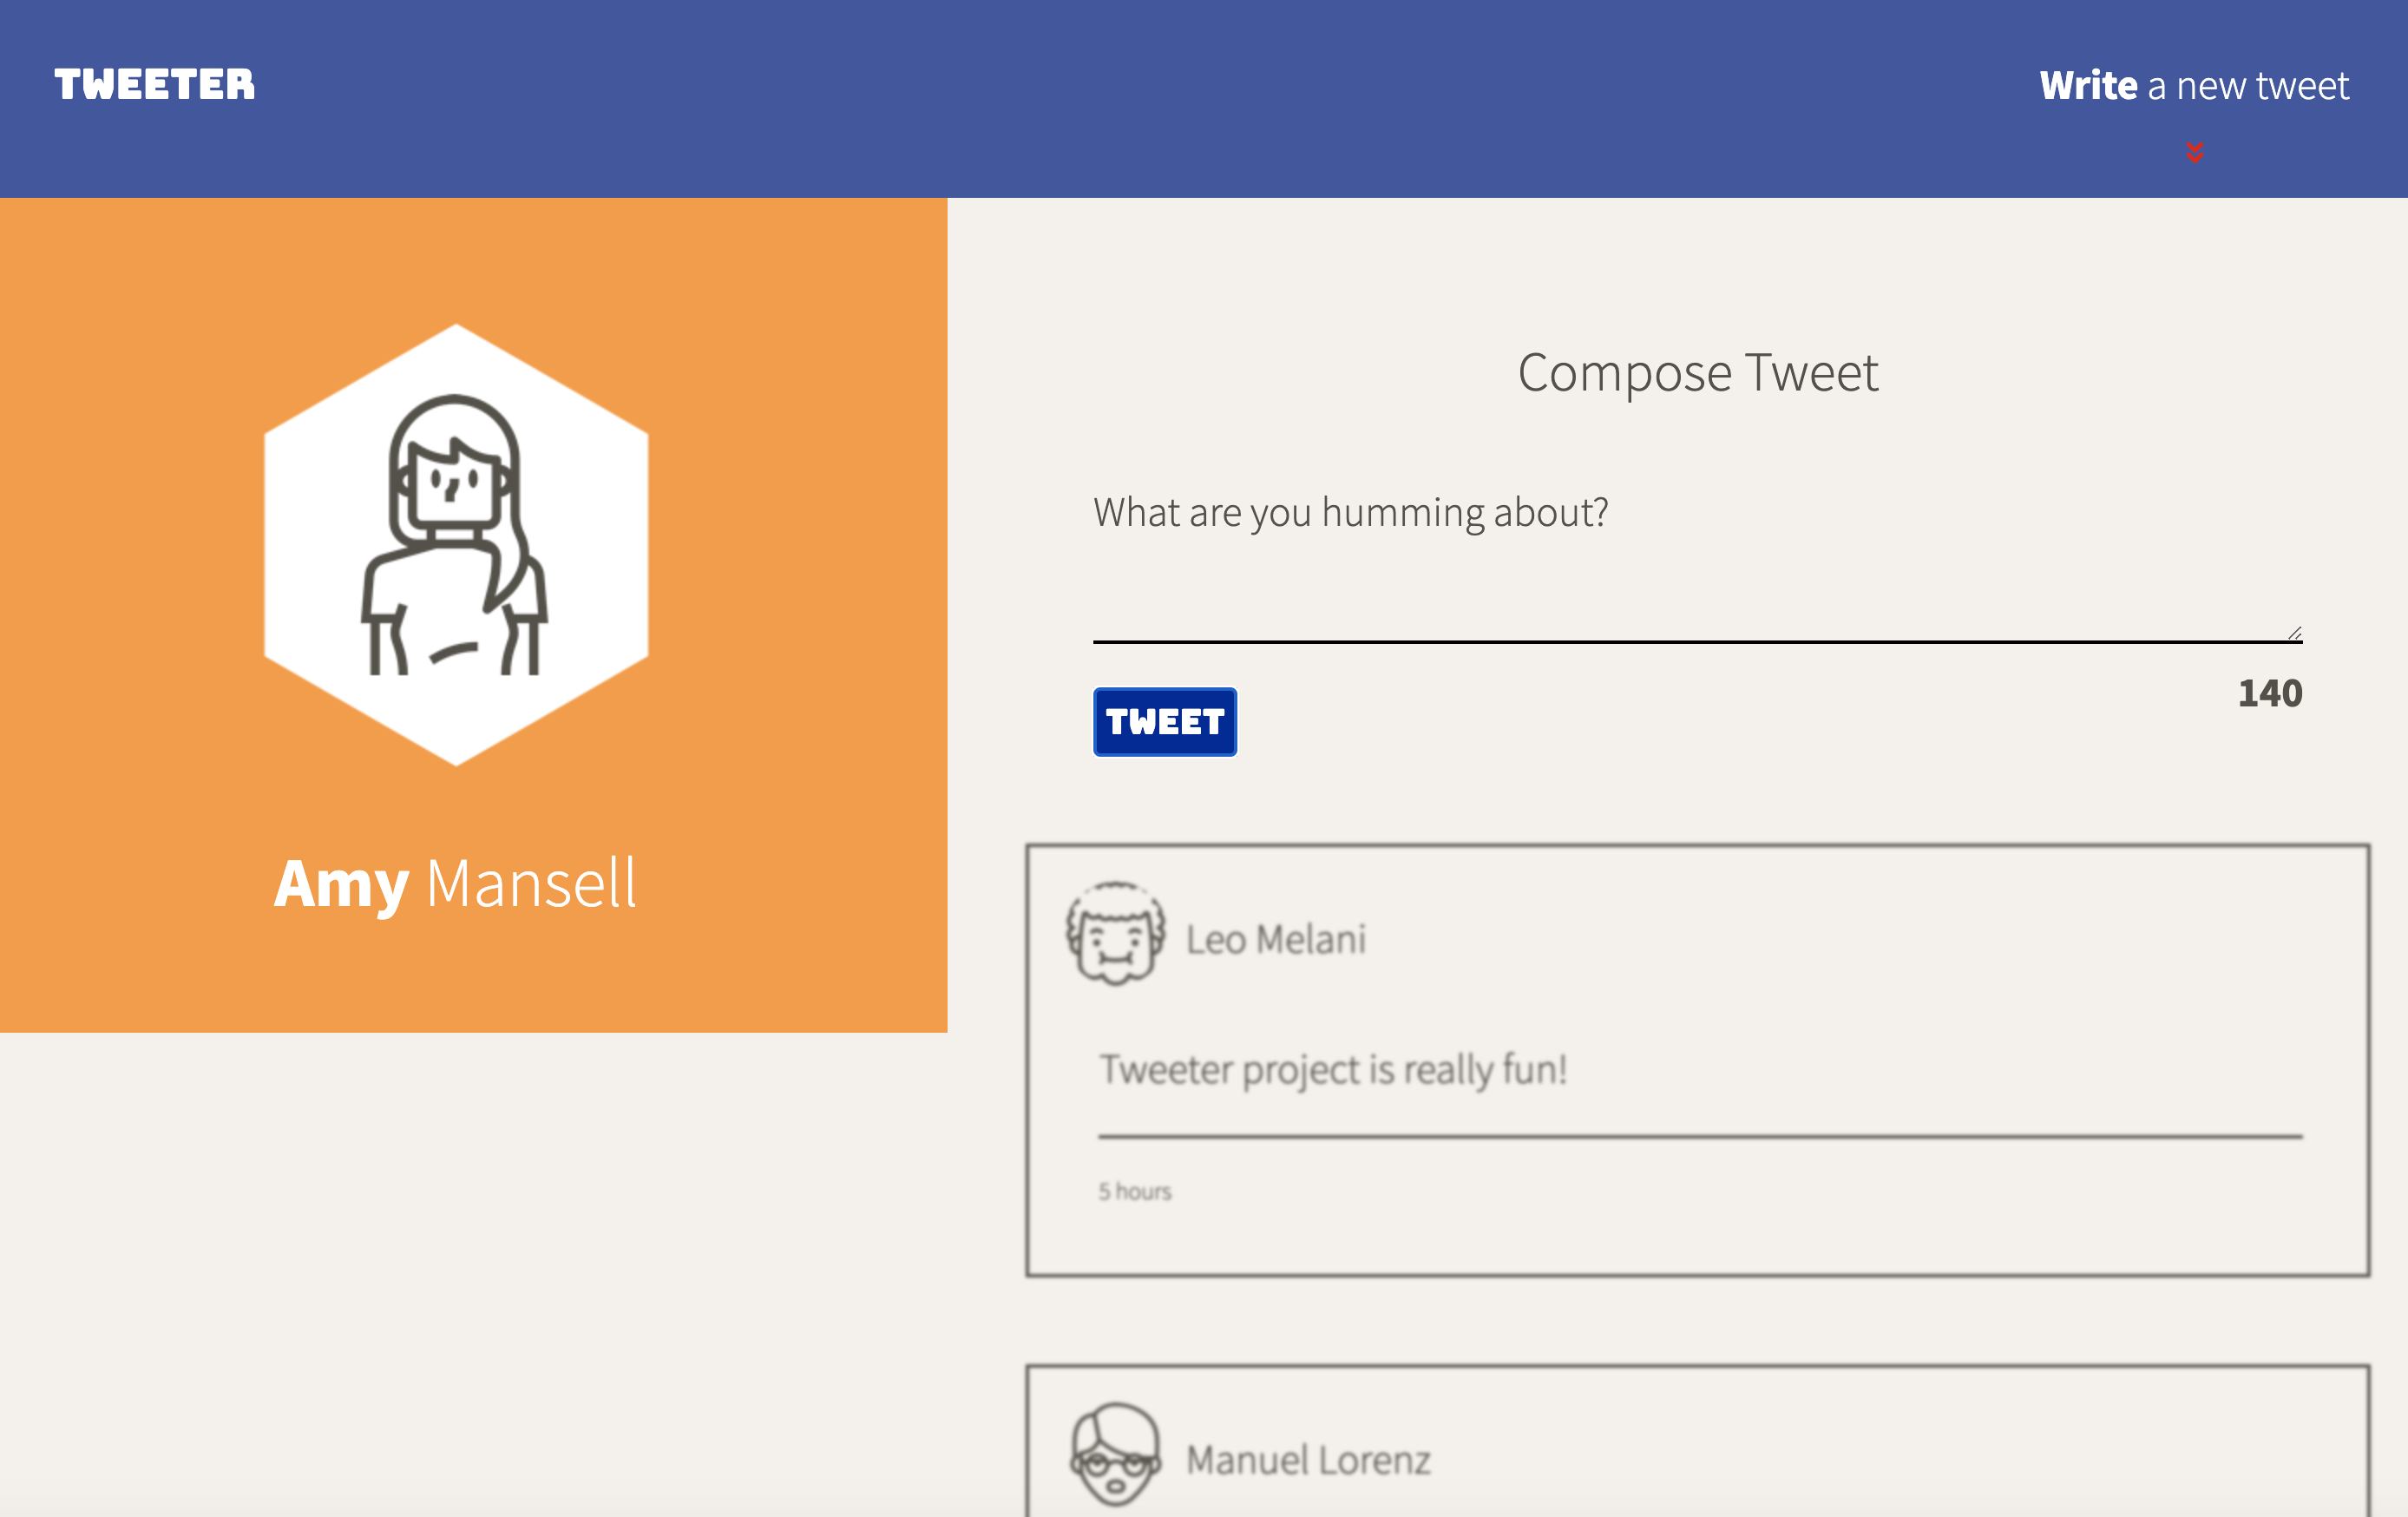 TWEETER
Write a new tweet
Amy Mansell
Compose Tweet
What are you humming about?
TWEET
140
Leo Melani
Tweeter project is really fun!
5 hours
Manuel Lorenz